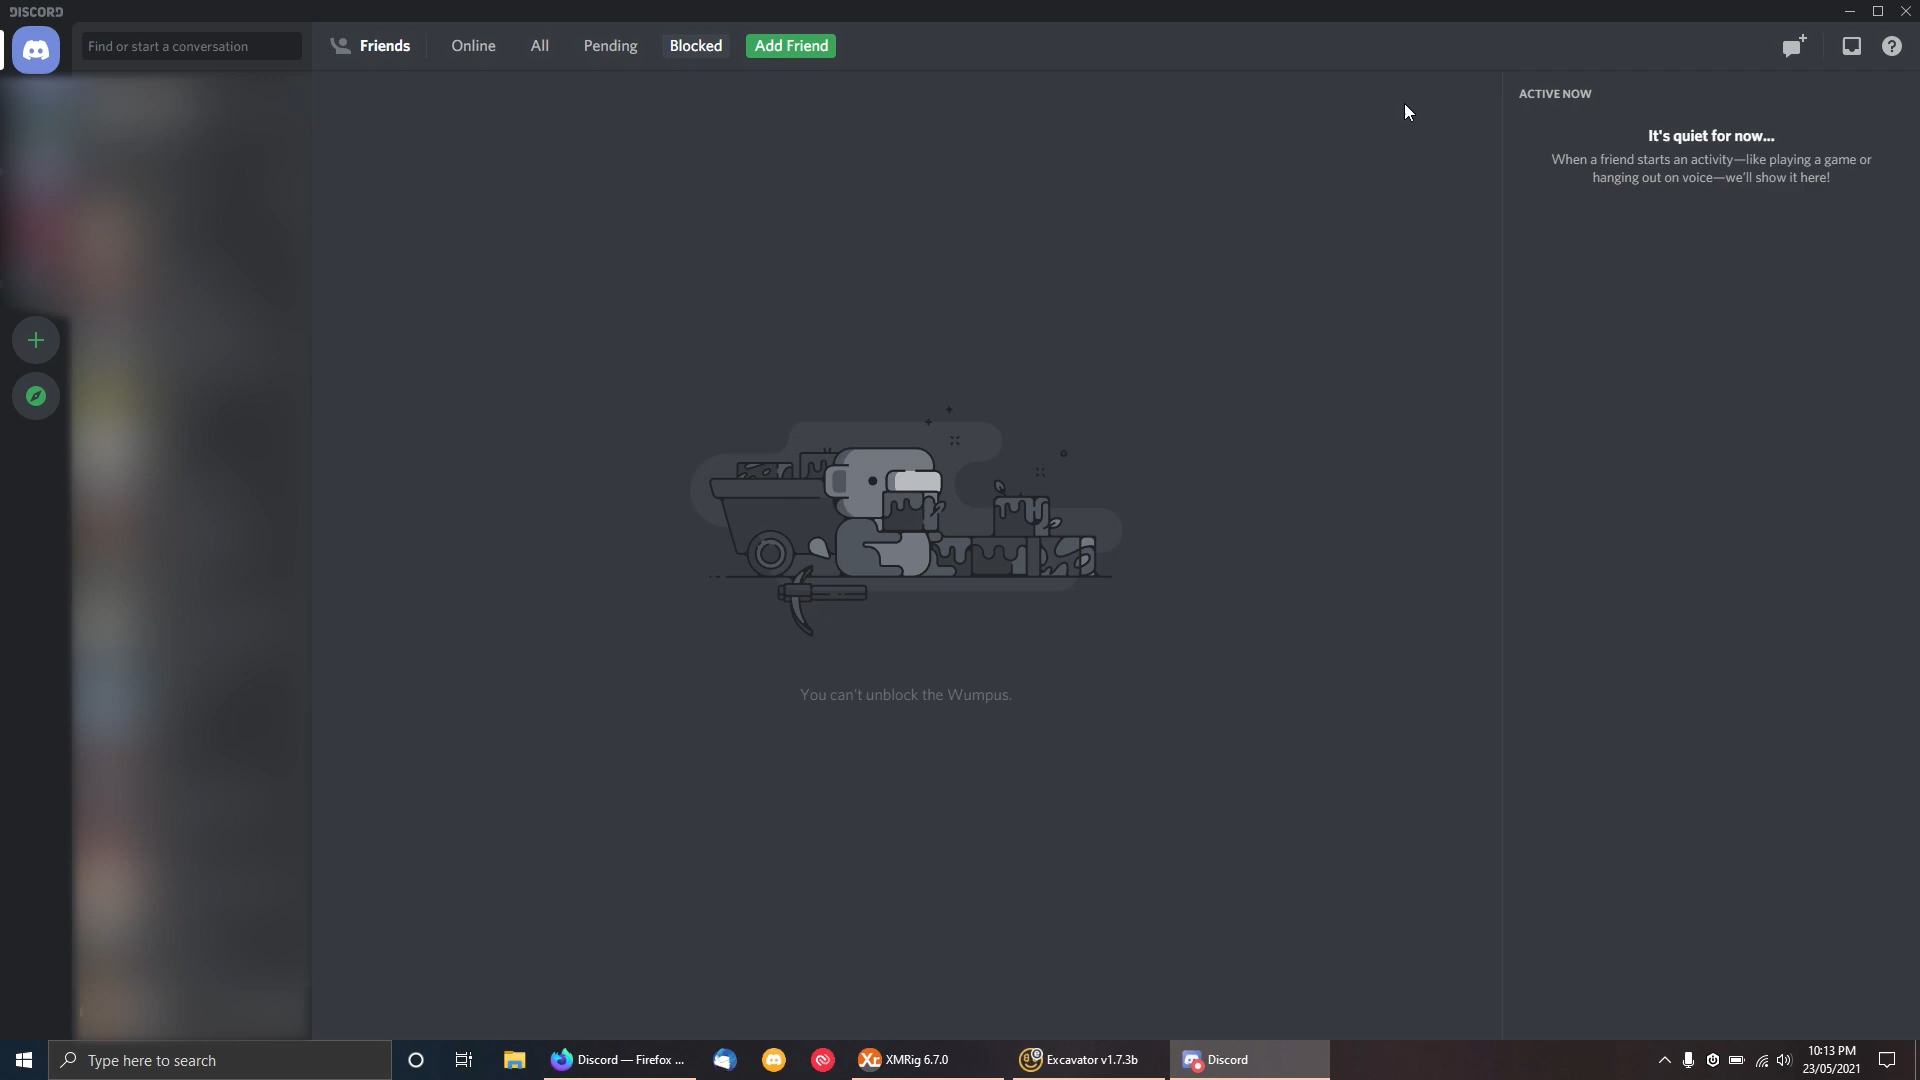 DISCORD
Find or start a conversation
Friends
Online
All
Pending
Blocked
Add Friend
ACTIVE NOW
It's quiet for now...
When a friend starts an activity—like playing a game or
hanging out on voice—we'll show it here!
You can't unblock the Wumpus.
Type here to search
Discord — Firefox ...
Xr XMRig 6.7.0
Excavator v1.7.3b
Discord
10:13 PM
23/05/2021